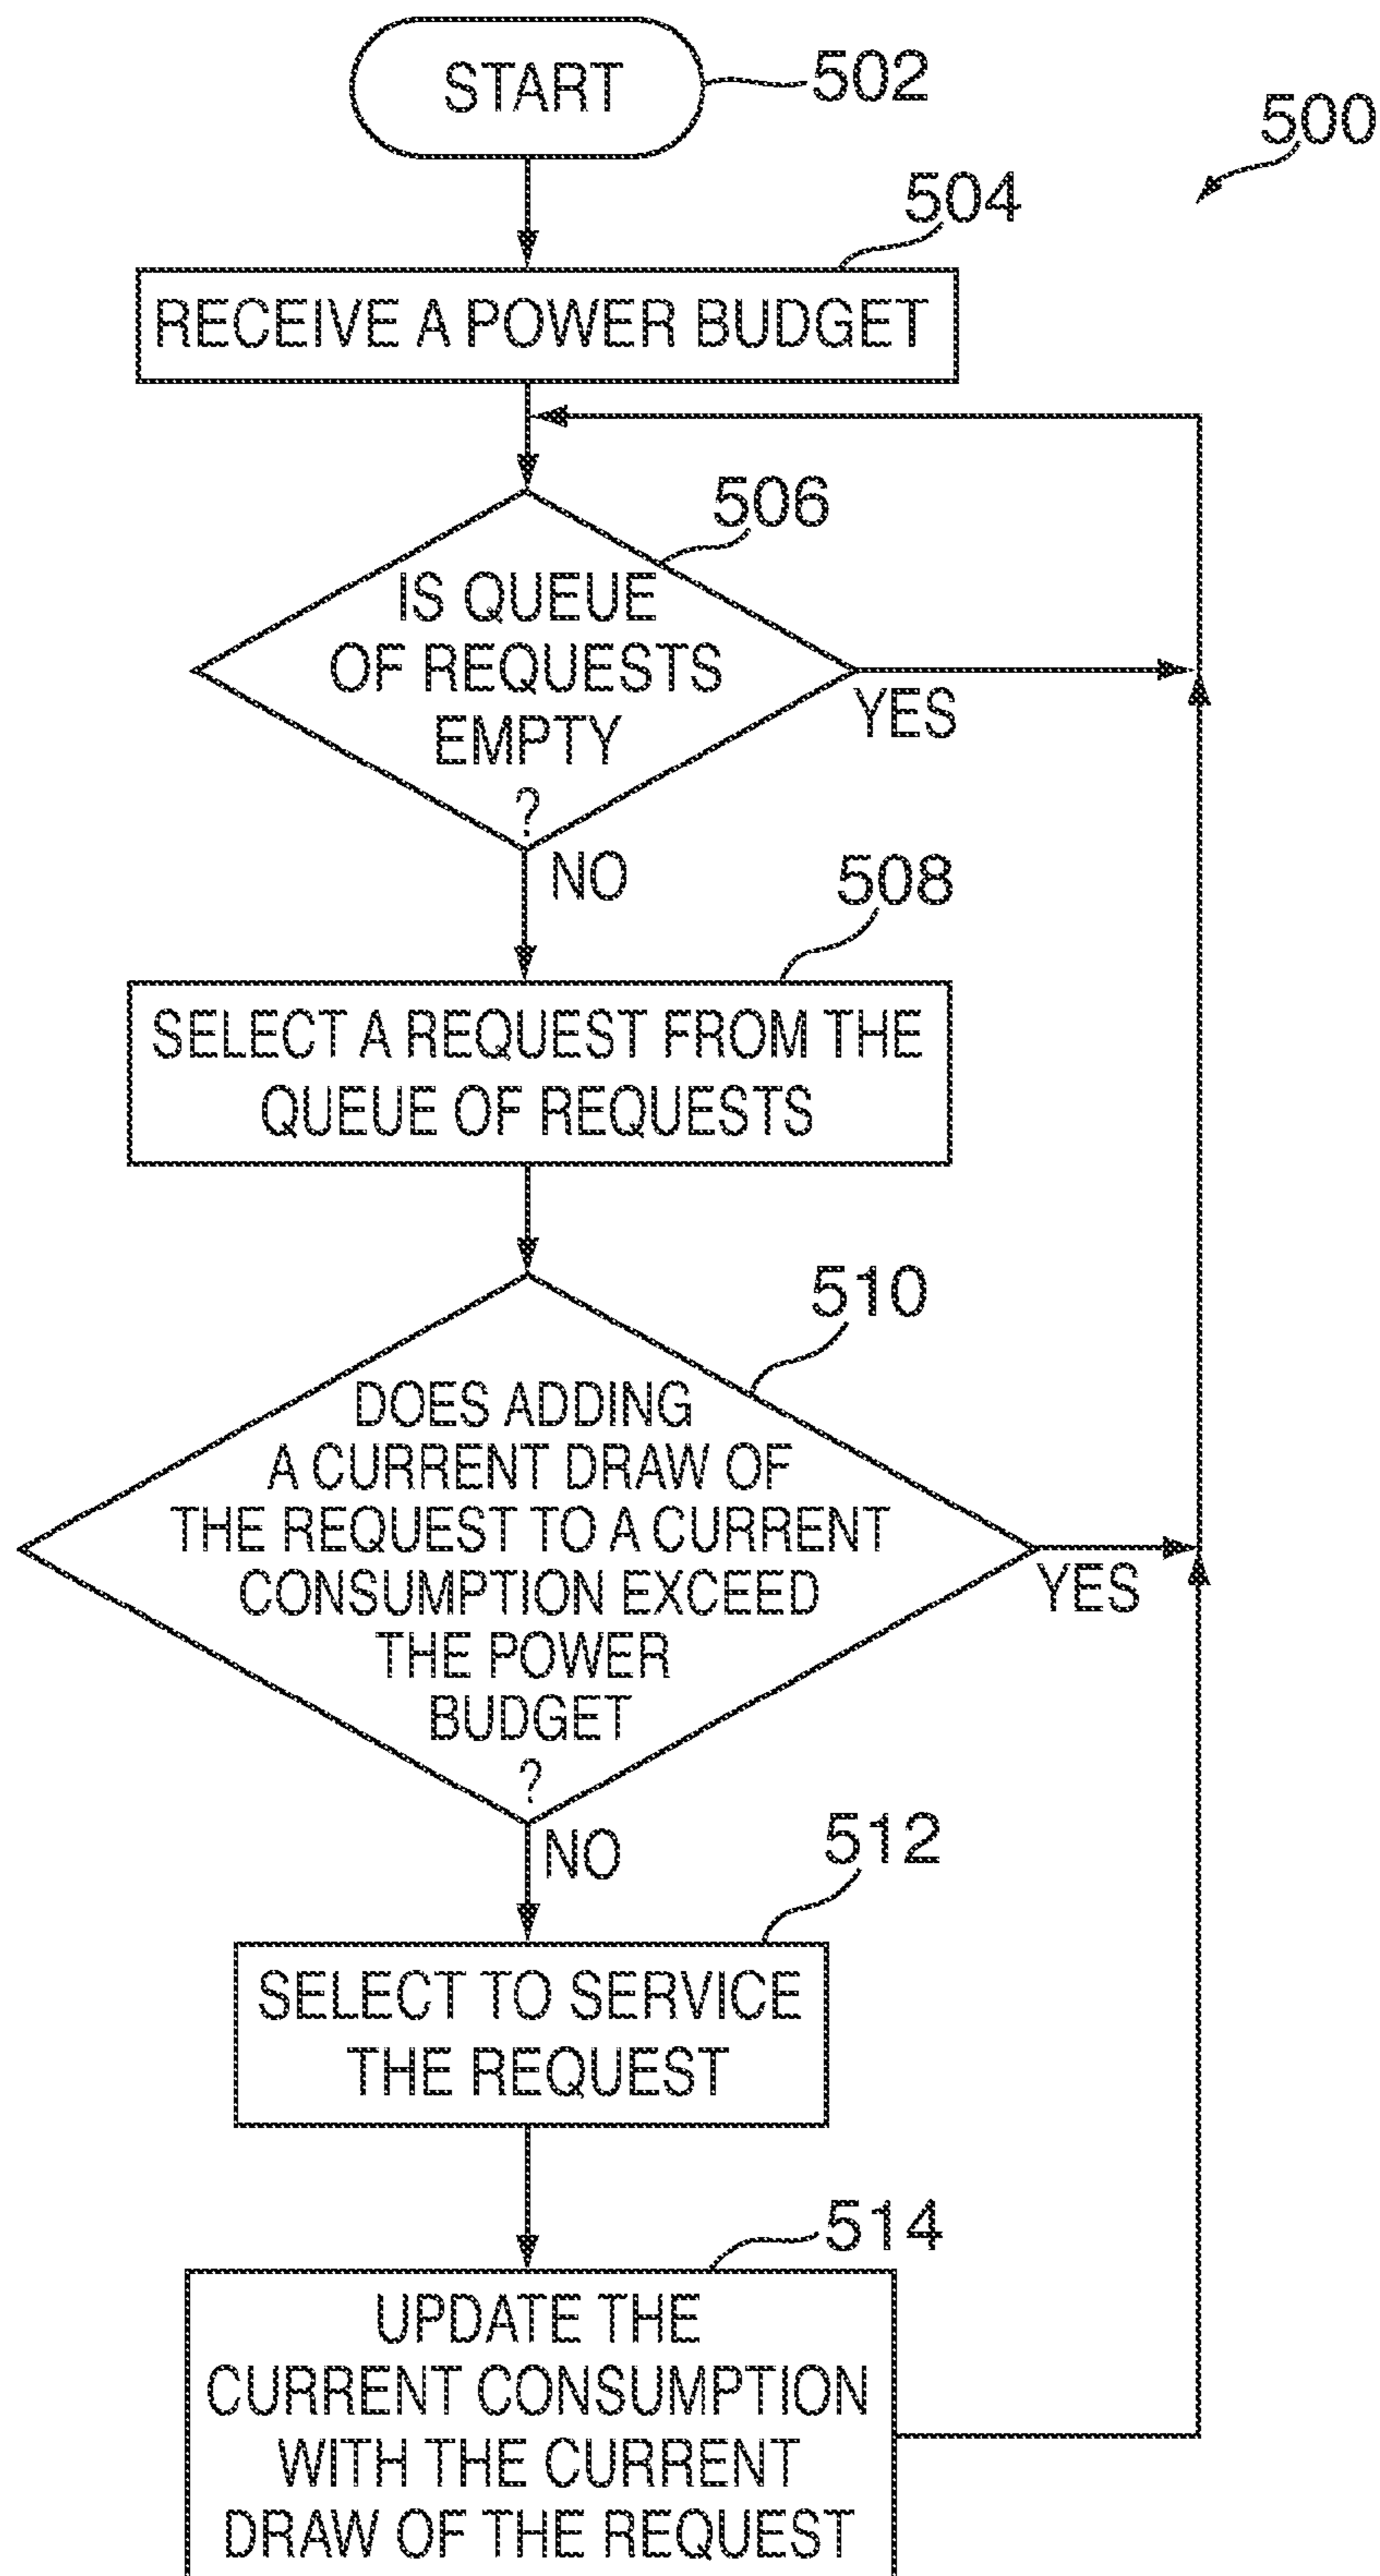 START
502
500
504
RECEIVE A POWER BUDGET
506
IS QUEUE
OF REQUESTS
EMPTY
?
YES
NO
508
SELECT A REQUEST FROM THE
QUEUE OF REQUESTS
510
DOES ADDING
A CURRENT DRAW OF
THE REQUEST TO A CURRENT
CONSUMPTION EXCEED
THE POWER
BUDGET
?
YES
NO
512
SELECT TO SERVICE
THE REQUEST
514
UPDATE THE
CURRENT CONSUMPTION
WITH THE CURRENT
DRAW OF THE REQUEST